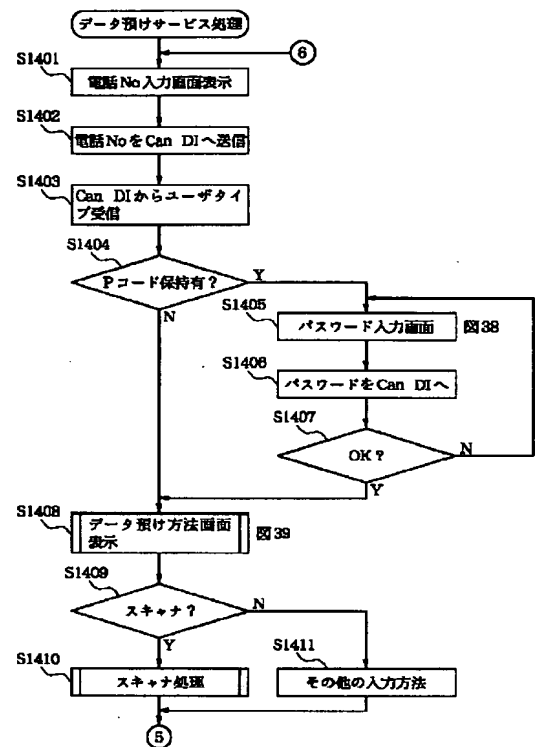 データ預けサービス処理
6
S1401
電話No入力画面表示
S1402
電話NoをCan DIへ送信
S1403
Can DIからユーザタイ
プ受信
S1404
Pコード保持有?
Y
N
S1405
パスワード入力画面
図38
S1406
パスワードをCan DIへ
S1407
OK?
N
Y
S1408
データ預け方法画面
表示
図39
S1409
スキャナ?
N
Y
S1410
スキャナ処理
S1411
その他の入力方法
5